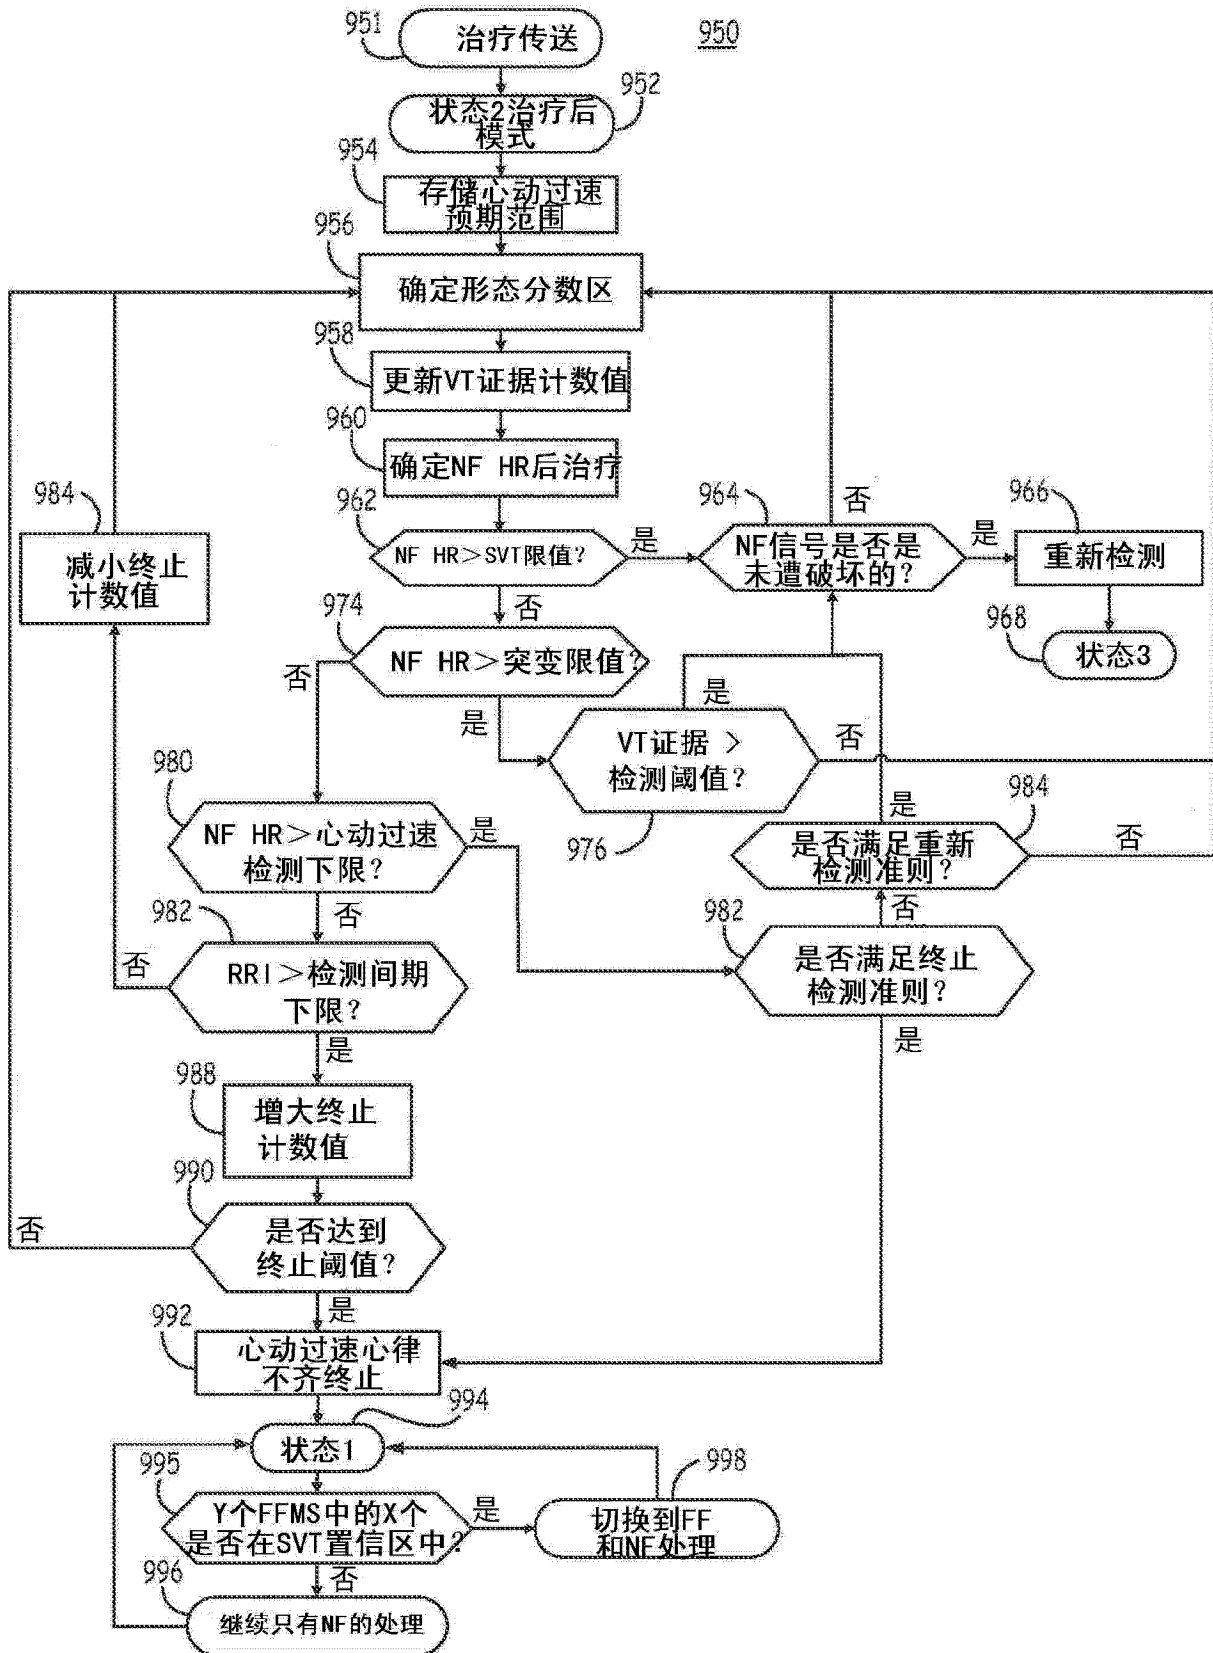 951
治疗传送
950
状态2治疗后
模式
952
954
存储心动过速
预期范围
956
确定形态分数区
958
更新VT证据计数值
960
确定NF HR后治疗
984
减小终止
计数值
962
NF HR＞SVT限值？
是
964
否
NF信号是否是
未遭破坏的？
是
966
重新检测
968
状态3
否
974
NF HR＞突变限值？
否
是
是
VT证据 ＞
检测阈值？
976
否
980
NF HR＞心动过速
检测下限？
是
是
984
是否满足重新
检测准则？
否
否
982
否
982
RRI＞检测间期
下限？
否
是否满足终止
检测准则？
是
是
988
增大终止
计数值
990
是否达到
终止阈值？
否
是
992
心动过速心律
不齐终止
994
状态1
995
Y个FFMS中的X个
是否在SVT置信区中？
是
998
切换到FF
和NF处理
否
996
继续只有NF的处理